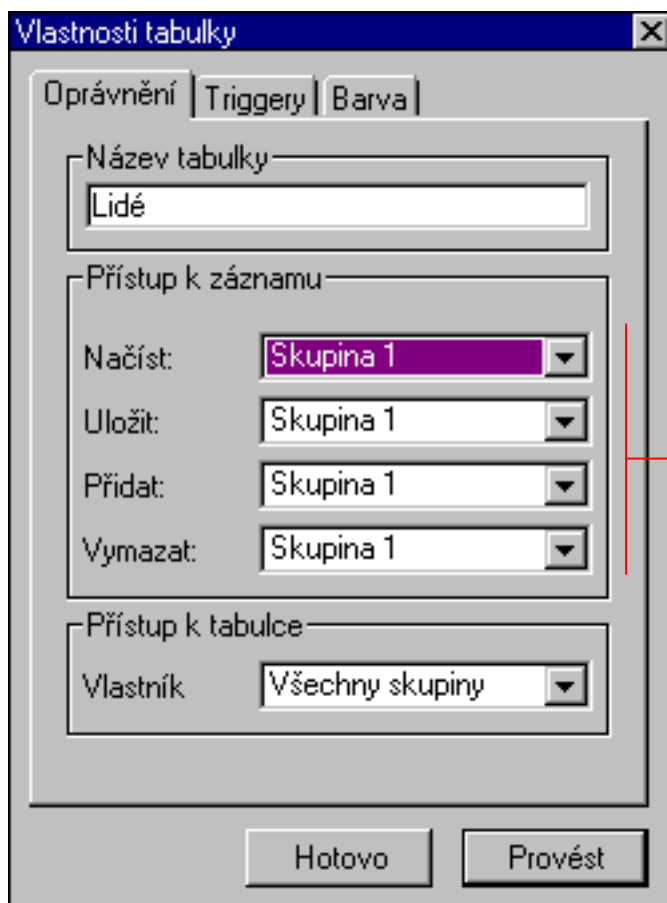 Vlastnosti tabulky
Oprávnění Triggery Barva
Název tabulky
Lidé
Přístup k záznamu
Načíst: Skupina 1
Uložit: Skupina 1
Přidat: Skupina 1
Vymazat: Skupina 1
Přístup k tabulce
Vlastník Všechny skupiny
Hotovo Provést